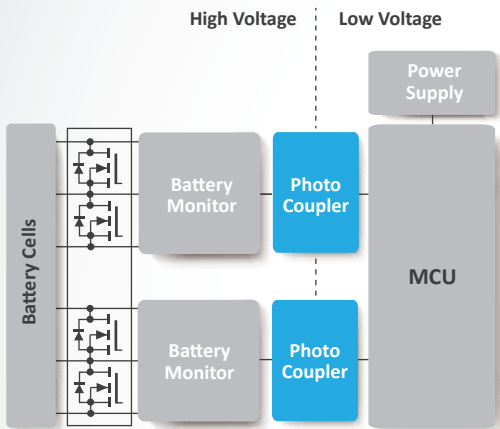 High Voltage
Low Voltage
Power
Supply
Battery Cells
Battery
Monitor
Photo
Coupler
MCU
Battery
Monitor
Photo
Coupler